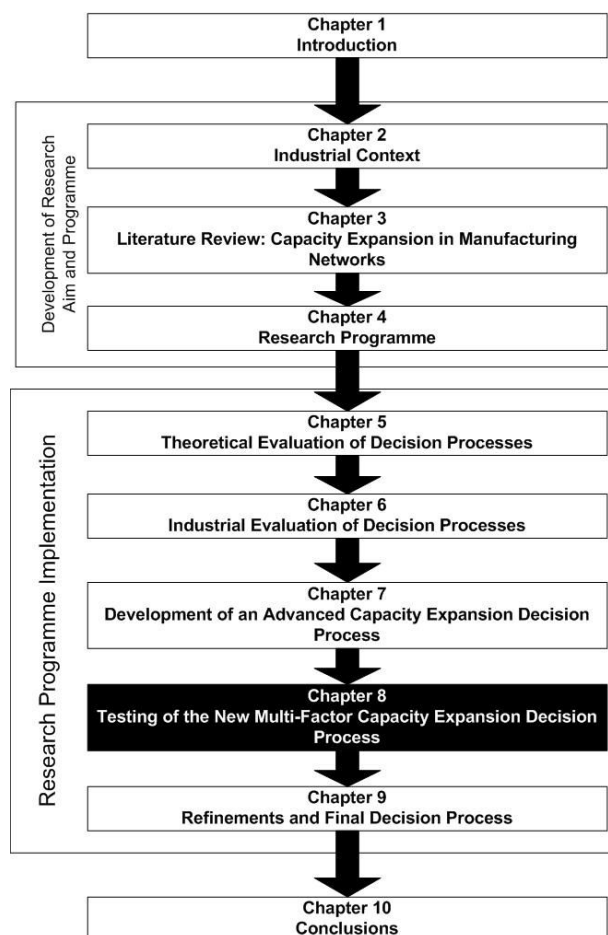 Chapter 1
Introduction
Development of Research
Aim and Programme
Chapter 2
Industrial Context
Chapter 3
Literature Review: Capacity Expansion in Manufacturing
Networks
Chapter 4
Research Programme
Research Programme Implementation
Chapter 5
Theoretical Evaluation of Decision Processes
Chapter 6
Industrial Evaluation of Decision Processes
Chapter 7
Development of an Advanced Capacity Expansion Decision
Process
Chapter 8
Testing of the New Multi-Factor Capacity Expansion Decision
Process
Chapter 9
Refinements and Final Decision Process
Chapter 10
Conclusions